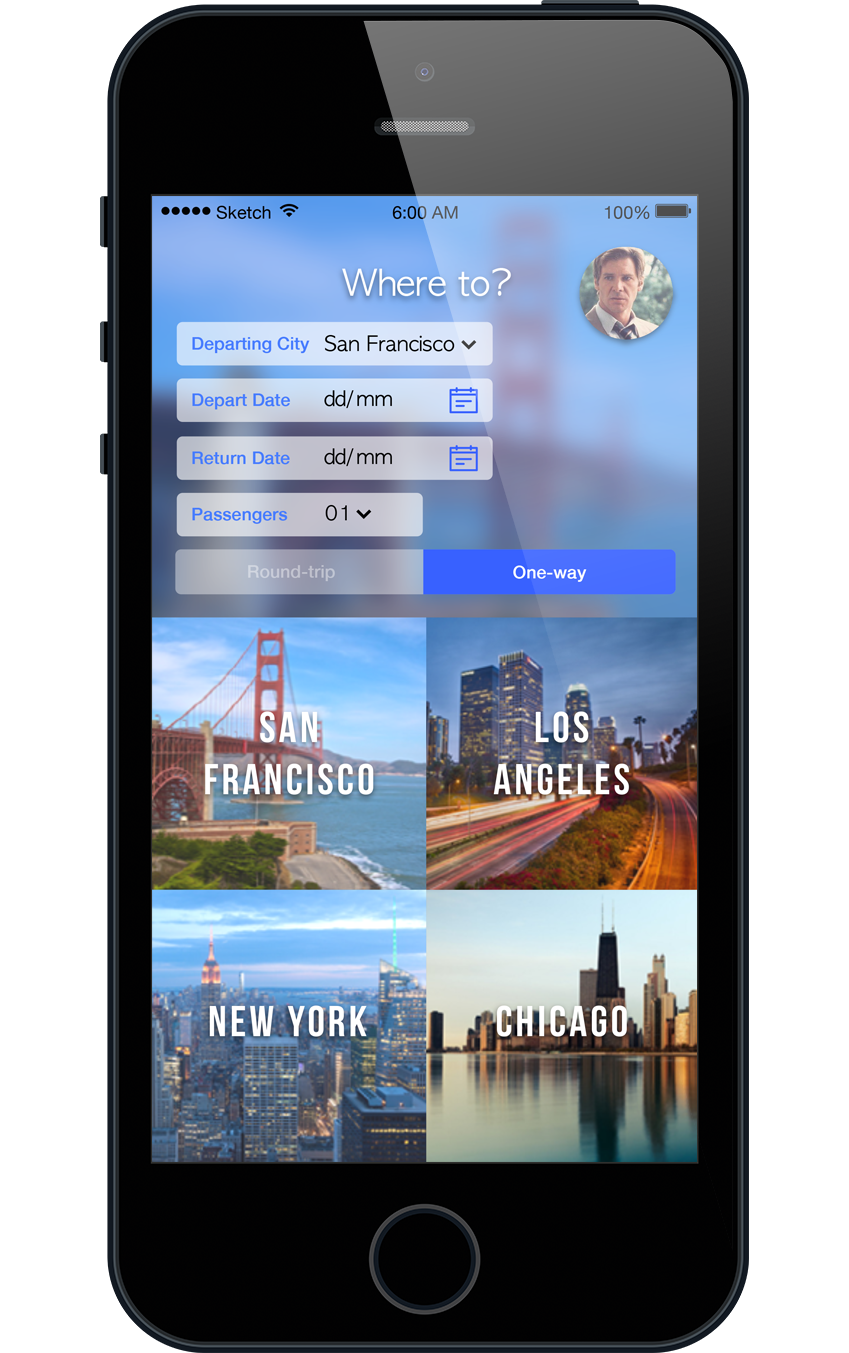 Sketch 6:00 AM 100%
Where to?
Departing City San Francisco
Depart Date dd/mm
Return Date dd/mm
Passengers 01
Round-trip One-way
SAN
FRANCISCO
LOS
ANGELES
NEW YORK
CHICAGO